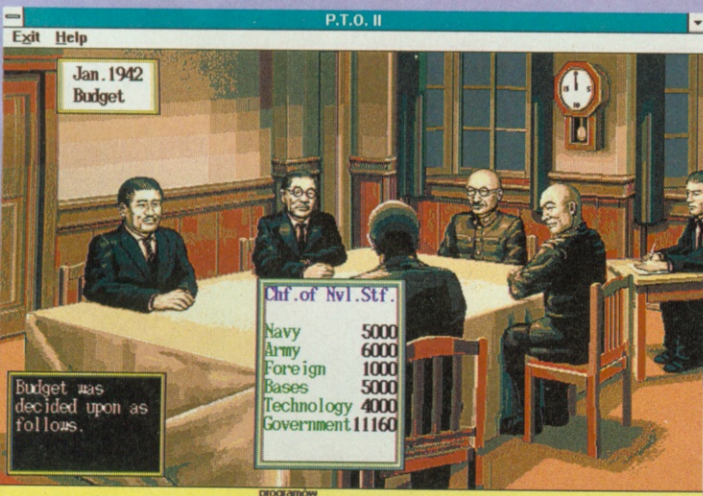 P.T.O. II
Exit Help
Jan.1942
Budget
Chf.of Nvl.Stf.
Navy 5000
Army 6000
Foreign 1000
Bases 5000
Technology 4000
Government 11160
Budget was
decided upon as
follows.
programów